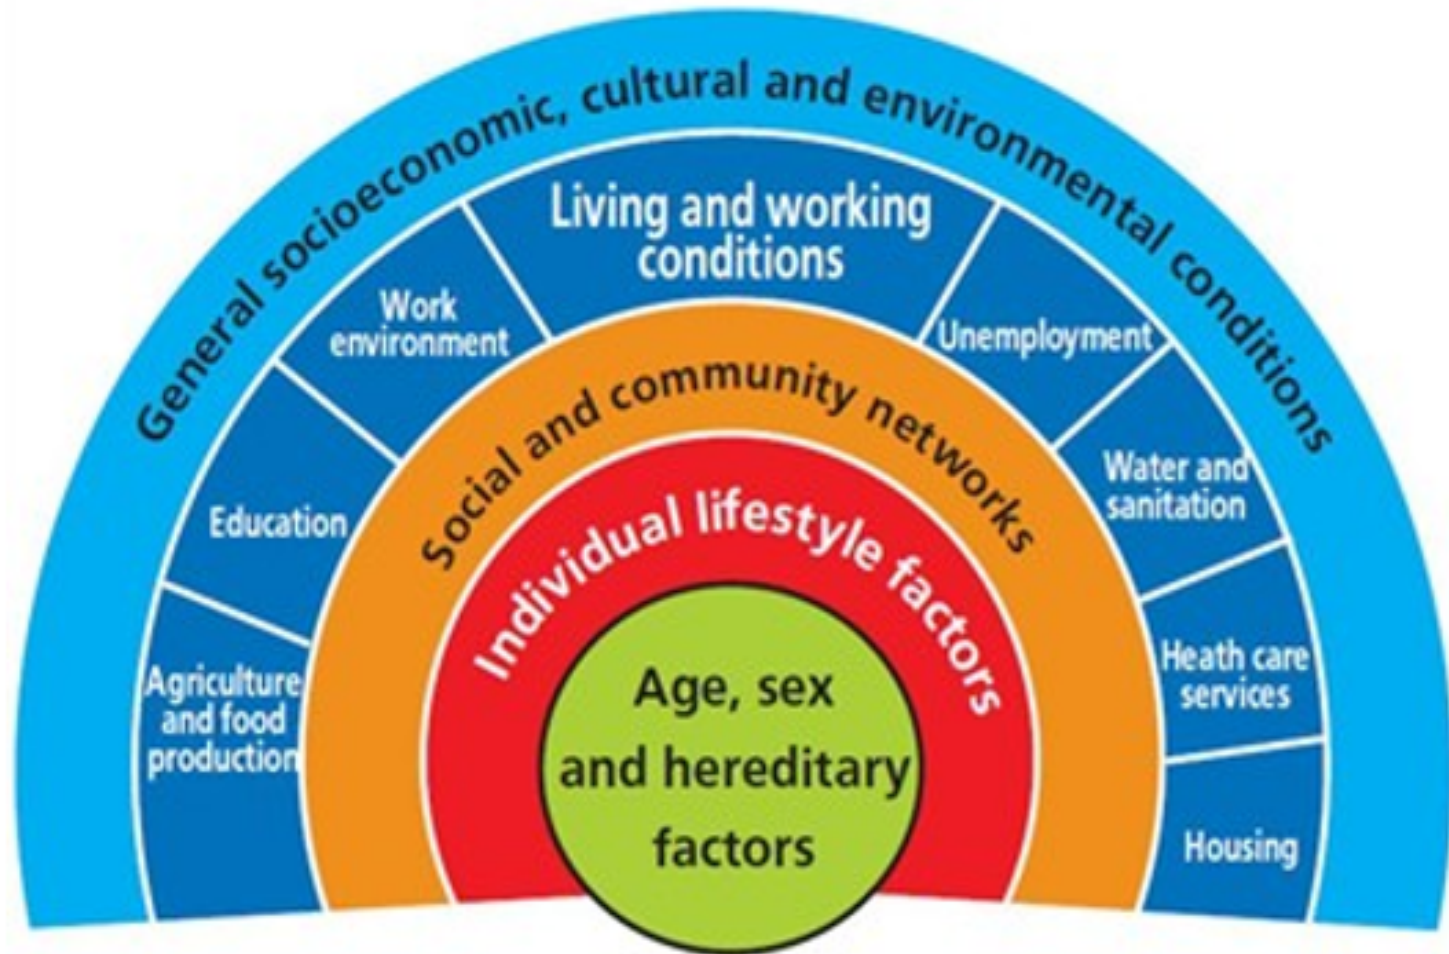 General socioeconomic, cultural and environmental conditions
Living and working
conditions
Work
environment
Unemployment
Education
Water and
sanitation
Agriculture
and food
production
Heath care
services
Housing
Social and community networks
Individual lifestyle factors
Age, sex
and hereditary
factors